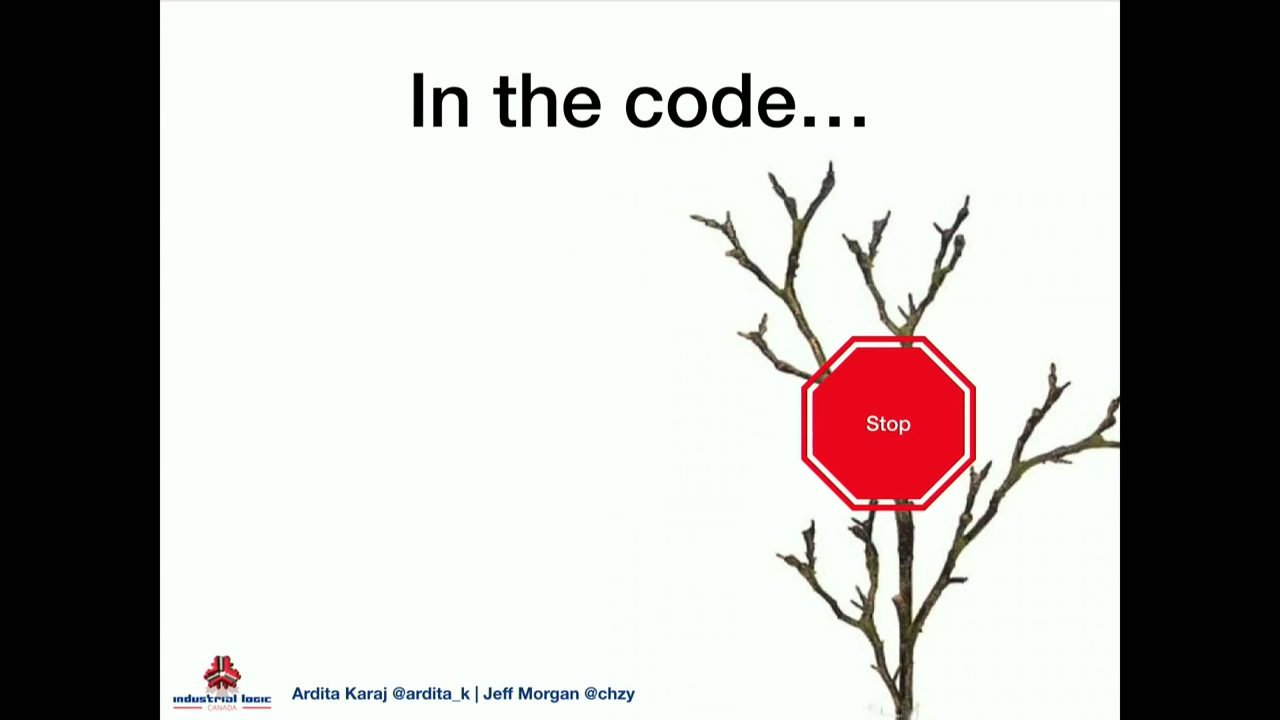 In the code...
Stop
industrial logic
CANADA
Ardita Karaj @ardita_k | Jeff Morgan @chzy